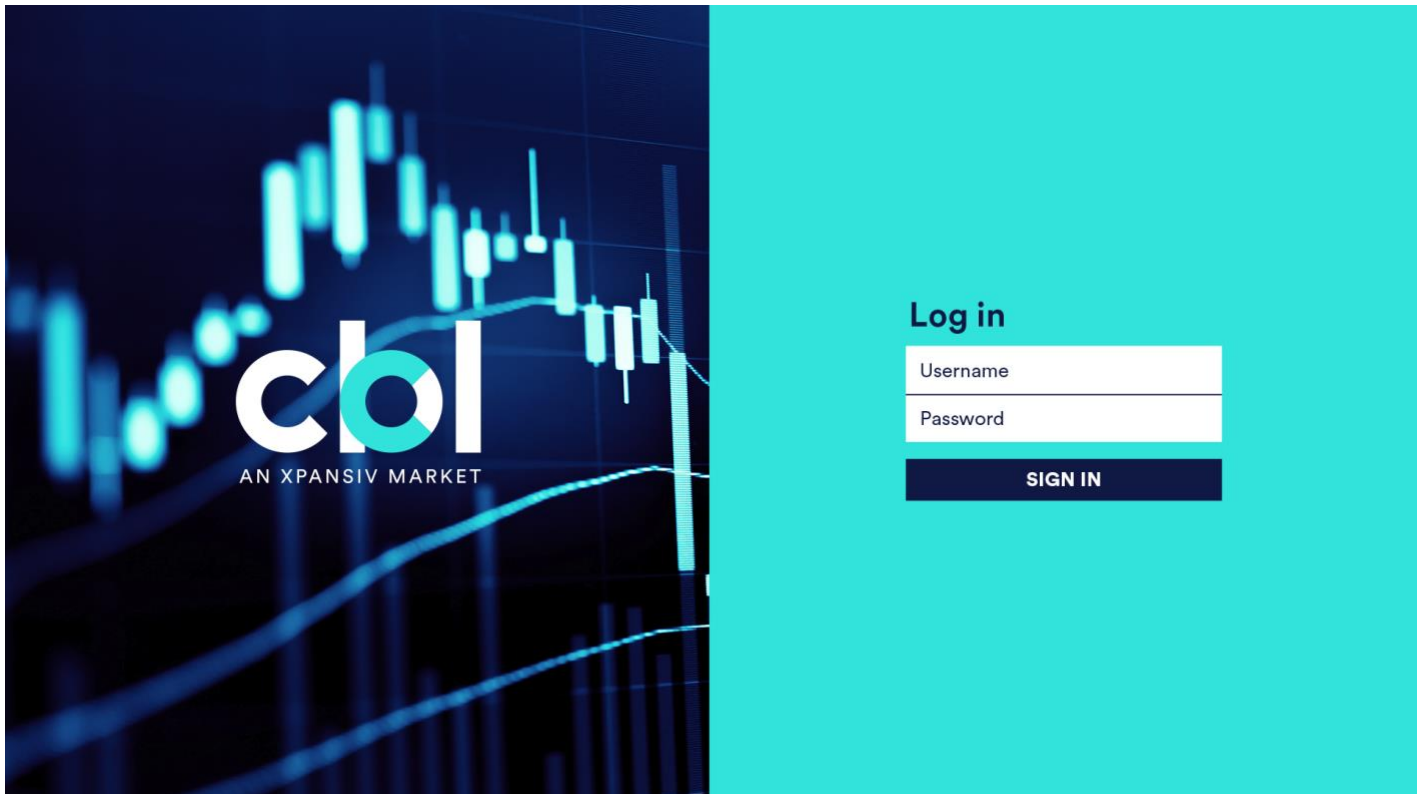 cbl
AN XPANSIV MARKET
Log in
Username
Password
SIGN IN